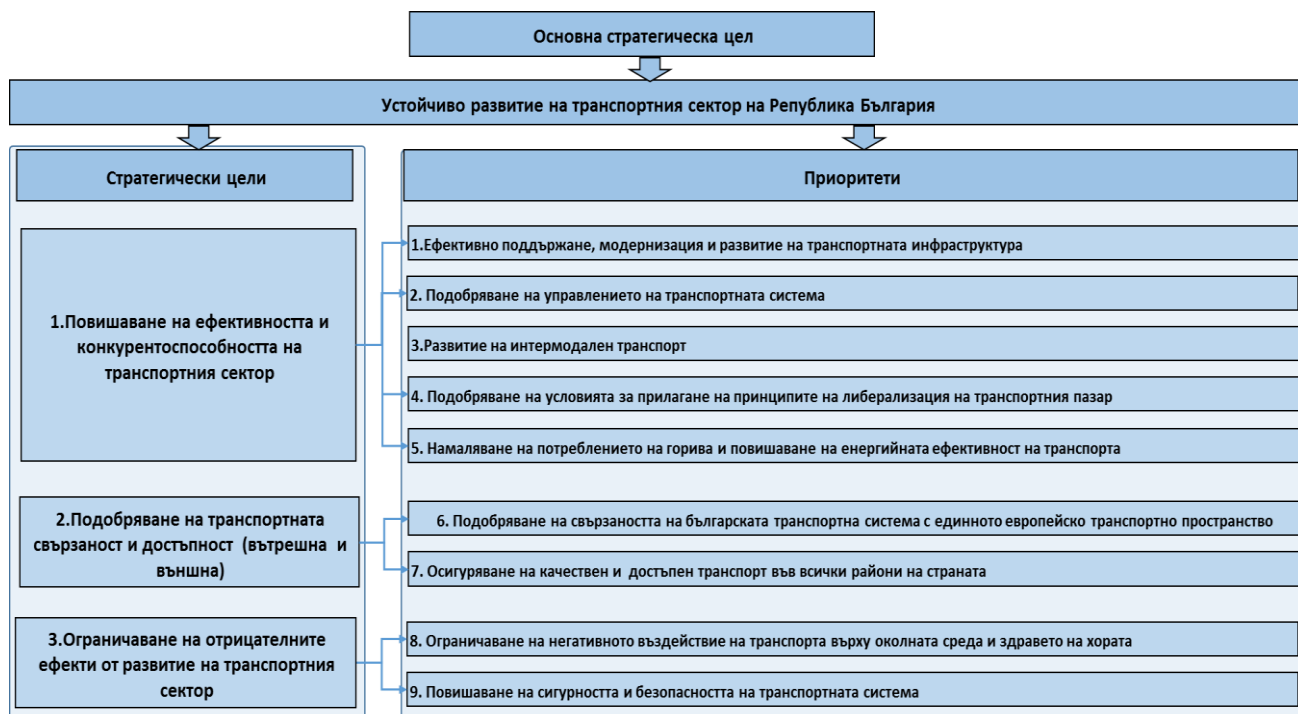 Основна стратегическа цел
Устойчиво развитие на транспортния сектор на Република България
Стратегически цели
Приоритети
1.Повишаване на ефективността и
конкурентоспособността на
транспортния сектор
1.Ефективно поддържане, модернизация и развитие на транспортната инфраструктура
2. Подобряване на управлението на транспортната система
3.Развитие на интермодален транспорт
4. Подобряване на условията за прилагане на принципите на либерализация на транспортния пазар
5. Намаляване на потреблението на горива и повишаване на енергийната ефективност на транспорта
2.Подобряване на транспортната
свързаност и достъпност (вътрешна и
външна)
6. Подобряване на свързаността на българската транспортна система с единното европейско транспортно пространство
7. Осигуряване на качествен и достъпен транспорт във всички райони на страната
3.Ограничаване на отрицателните
ефекти от развитие на транспортния
сектор
8. Ограничаване на негативното въздействие на транспорта върху околната среда и здравето на хората
9. Повишаване на сигурността и безопасността на транспортната система